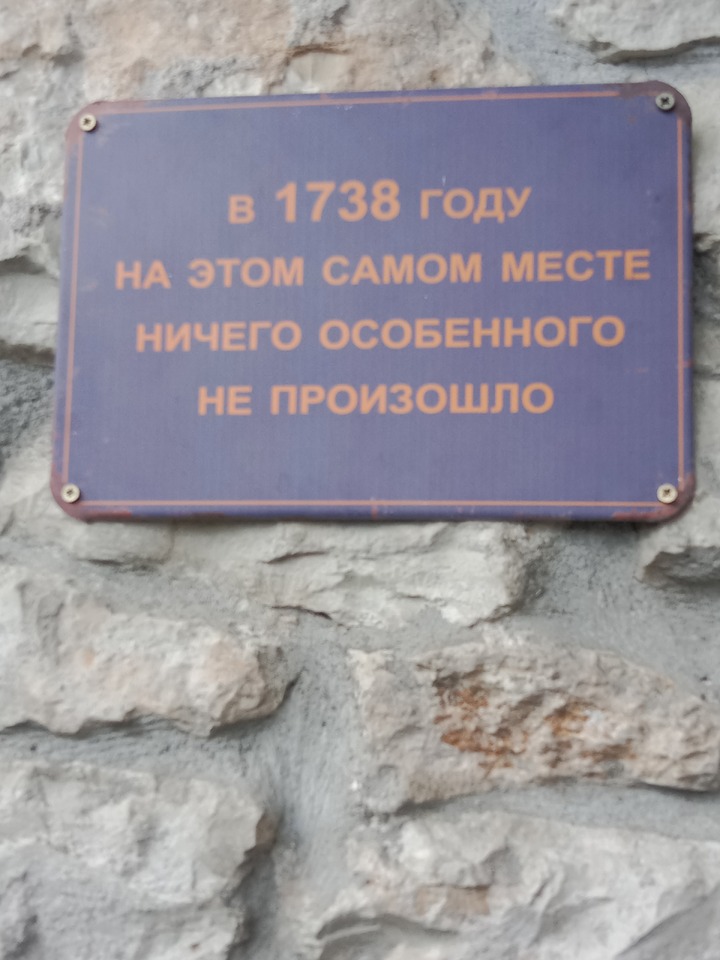 В 1738 ГОДУ
НА ЭТОМ САМОМ МЕСТЕ
НИЧЕГО ОСОБЕННОГО
НЕ ПРОИЗОШЛО